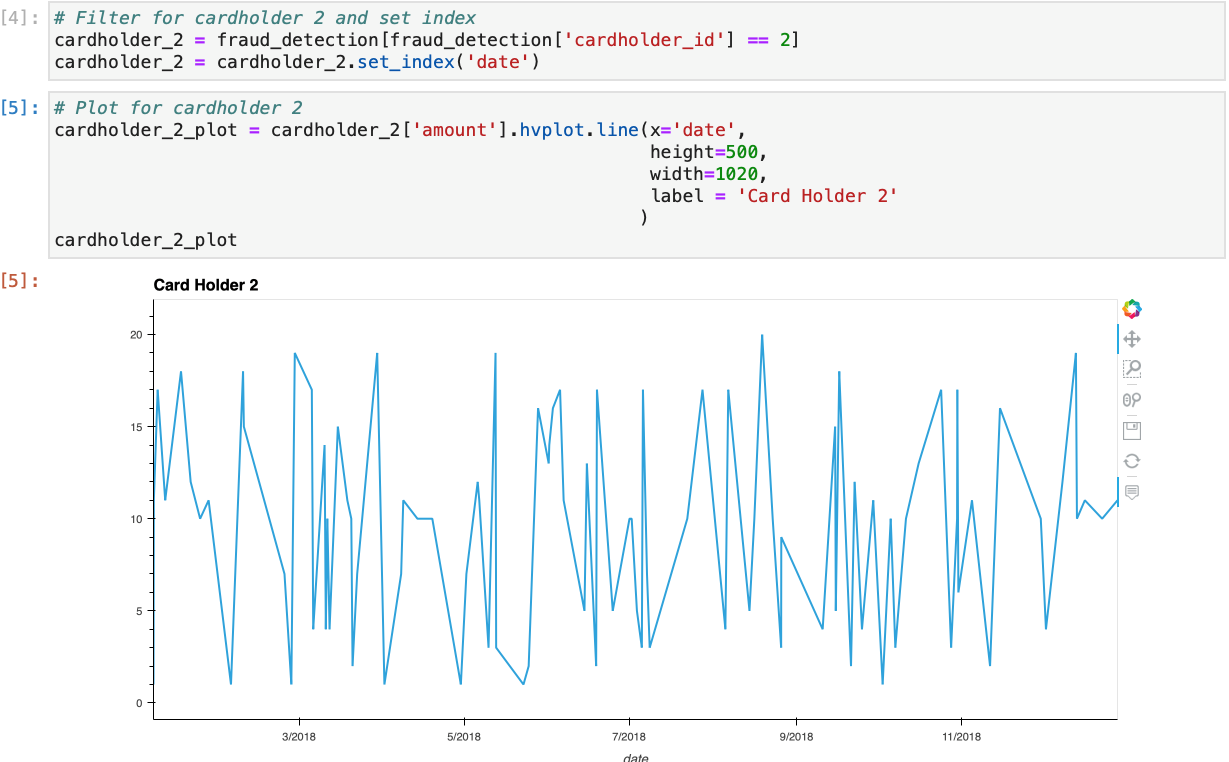 [4]: # Filter for cardholder 2 and set index
cardholder_2 = fraud_detection[fraud_detection['cardholder_id'] == 2]
cardholder_2 = cardholder_2.set_index('date')
[5]: # Plot for cardholder 2
cardholder_2_plot = cardholder_2['amount'].hvplot.line(x='date',
height=500,
width=1020,
label = 'Card Holder 2'
)
cardholder_2_plot
[5]:
Card Holder 2
20
15
10
5
0
3/2018 5/2018 7/2018 9/2018 11/2018
date